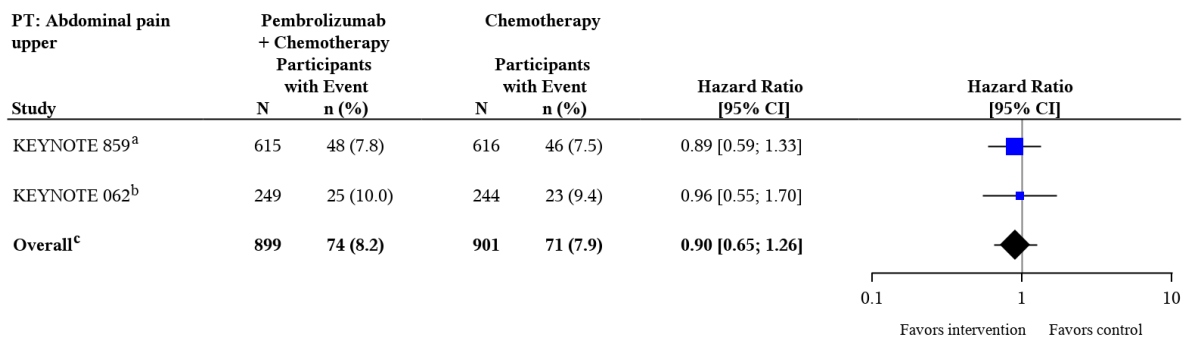 PT: Abdominal pain upper
Pembrolizumab + Chemotherapy
Chemotherapy
Participants with Event
Participants with Event
Hazard Ratio [95% CI]
Hazard Ratio [95% CI]
Study N n (%) N n (%)
KEYNOTE 859a 615 48 (7.8) 616 46 (7.5) 0.89 [0.59; 1.33]
KEYNOTE 062b 249 25 (10.0) 244 23 (9.4) 0.96 [0.55; 1.70]
Overallc 899 74 (8.2) 901 71 (7.9) 0.90 [0.65; 1.26]
0.1 1 10
Favors intervention Favors control